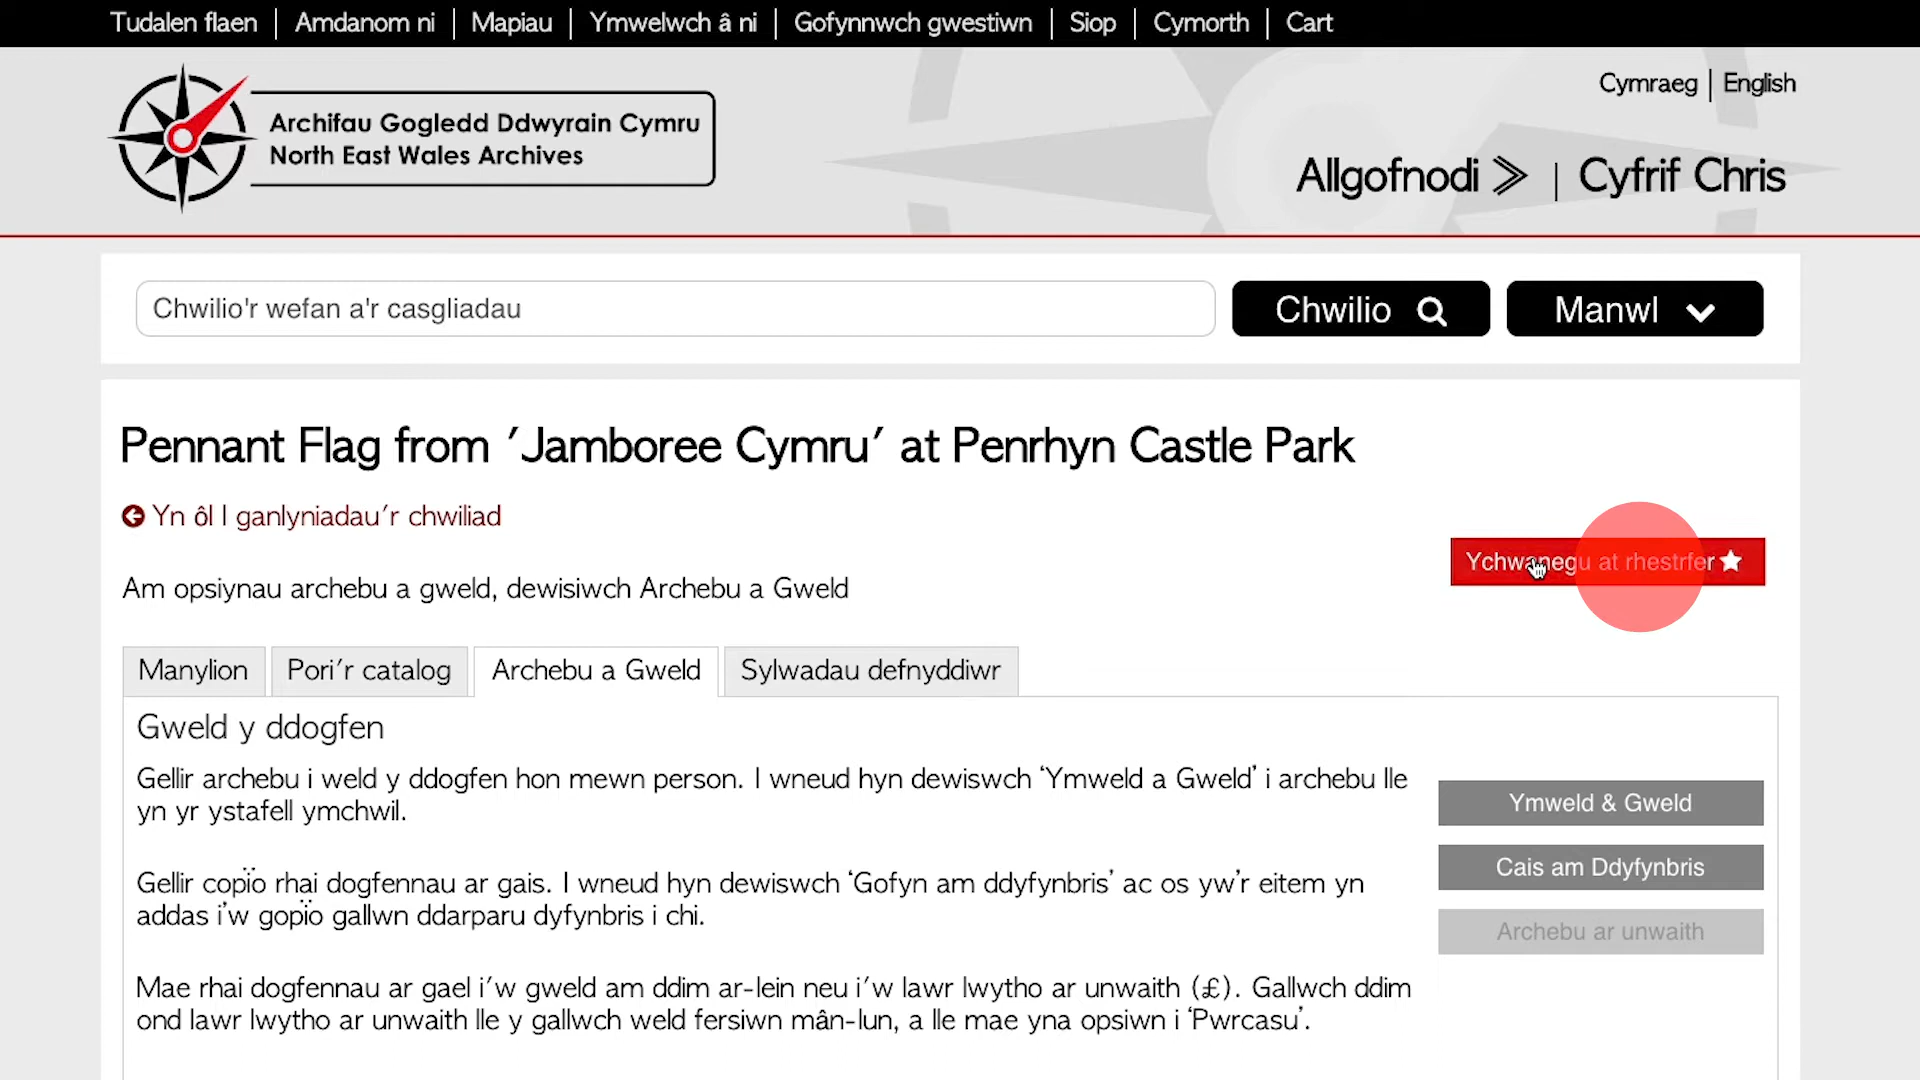 Tudalen flaen | Amdanom ni | Mapiau | Ymwelwch â ni | Gofynnwch gwestiwn | Siop | Cymorth | Cart
Archifau Gogledd Ddwyrain Cymru
North East Wales Archives
Cymraeg | English
Allgofnodi | Cyfrif Chris
Chwilio'r wefan a'r casgliadau
Chwilio
Manwl
Pennant Flag from 'Jamboree Cymru' at Penrhyn Castle Park
Yn ôl I ganlyniadau'r chwiliad
Ychwanegu at rhestrfer
Am opsiynau archebu a gweld, dewisiwch Archebu a Gweld
Manylion
Pori'r catalog
Archebu a Gweld
Sylwadau defnyddiwr
Gweld y ddogfen
Gellir archebu i weld y ddogfen hon mewn person. I wneud hyn dewiswch ‘Ymweld a Gweld’ i archebu lle
yn yr ystafell ymchwil.
Gellir copïo rhai dogfennau ar gais. I wneud hyn dewiswch ‘Gofyn am ddyfynbris’ ac os yw’r eitem yn
addas i’w gopïo gallwn ddarparu dyfynbris i chi.
Mae rhai dogfennau ar gael i'w gweld am ddim ar-lein neu i'w lawr lwytho ar unwaith (£). Gallwch ddim
ond lawr lwytho ar unwaith lle y gallwch weld fersiwn mân-lun, a lle mae yna opsiwn i ‘Pwrcasu’.
Ymweld & Gweld
Cais am Ddyfynbris
Archebu ar unwaith